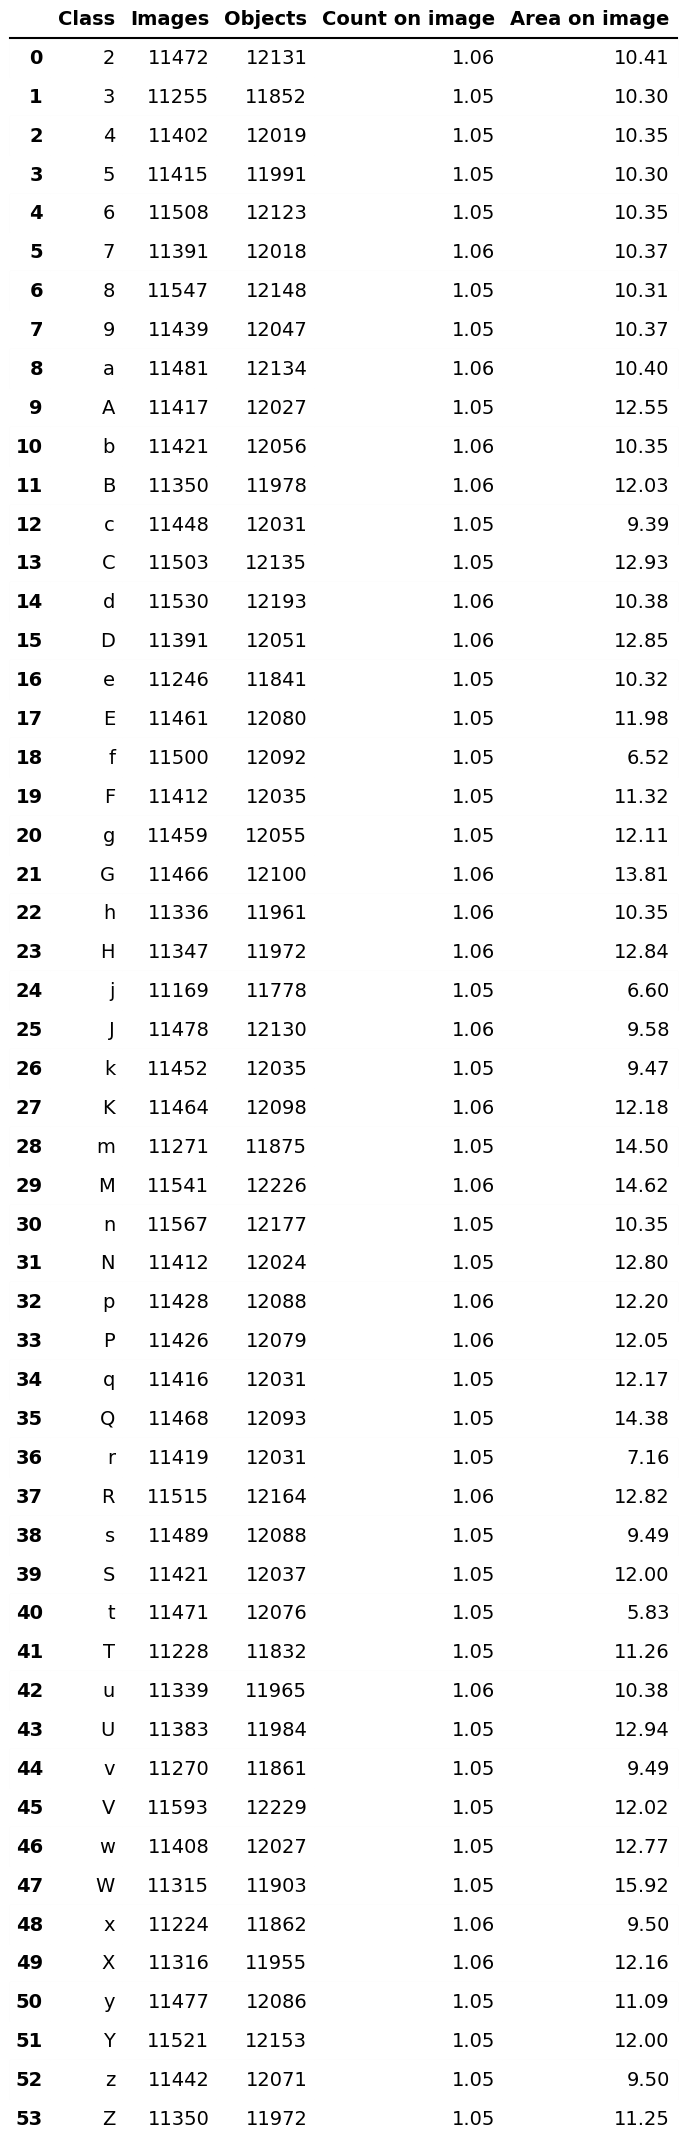 Class Images Objects Count on image Area on image
0 2 11472 12131 1.06 10.41
1 3 11255 11852 1.05 10.30
2 4 11402 12019 1.05 10.35
3 5 11415 11991 1.05 10.30
4 6 11508 12123 1.05 10.35
5 7 11391 12018 1.06 10.37
6 8 11547 12148 1.05 10.31
7 9 11439 12047 1.05 10.37
8 a 11481 12134 1.06 10.40
9 A 11417 12027 1.05 12.55
10 b 11421 12056 1.06 10.35
11 B 11350 11978 1.06 12.03
12 c 11448 12031 1.05 9.39
13 C 11503 12135 1.05 12.93
14 d 11530 12193 1.06 10.38
15 D 11391 12051 1.06 12.85
16 e 11246 11841 1.05 10.32
17 E 11461 12080 1.05 11.98
18 f 11500 12092 1.05 6.52
19 F 11412 12035 1.05 11.32
20 g 11459 12055 1.05 12.11
21 G 11466 12100 1.06 13.81
22 h 11336 11961 1.06 10.35
23 H 11347 11972 1.06 12.84
24 j 11169 11778 1.05 6.60
25 J 11478 12130 1.06 9.58
26 k 11452 12035 1.05 9.47
27 K 11464 12098 1.06 12.18
28 m 11271 11875 1.05 14.50
29 M 11541 12226 1.06 14.62
30 n 11567 12177 1.05 10.35
31 N 11412 12024 1.05 12.80
32 p 11428 12088 1.06 12.20
33 P 11426 12079 1.06 12.05
34 q 11416 12031 1.05 12.17
35 Q 11468 12093 1.05 14.38
36 r 11419 12031 1.05 7.16
37 R 11515 12164 1.06 12.82
38 s 11489 12088 1.05 9.49
39 S 11421 12037 1.05 12.00
40 t 11471 12076 1.05 5.83
41 T 11228 11832 1.05 11.26
42 u 11339 11965 1.06 10.38
43 U 11383 11984 1.05 12.94
44 v 11270 11861 1.05 9.49
45 V 11593 12229 1.05 12.02
46 w 11408 12027 1.05 12.77
47 W 11315 11903 1.05 15.92
48 x 11224 11862 1.06 9.50
49 X 11316 11955 1.06 12.16
50 y 11477 12086 1.05 11.09
51 Y 11521 12153 1.05 12.00
52 z 11442 12071 1.05 9.50
53 Z 11350 11972 1.05 11.25